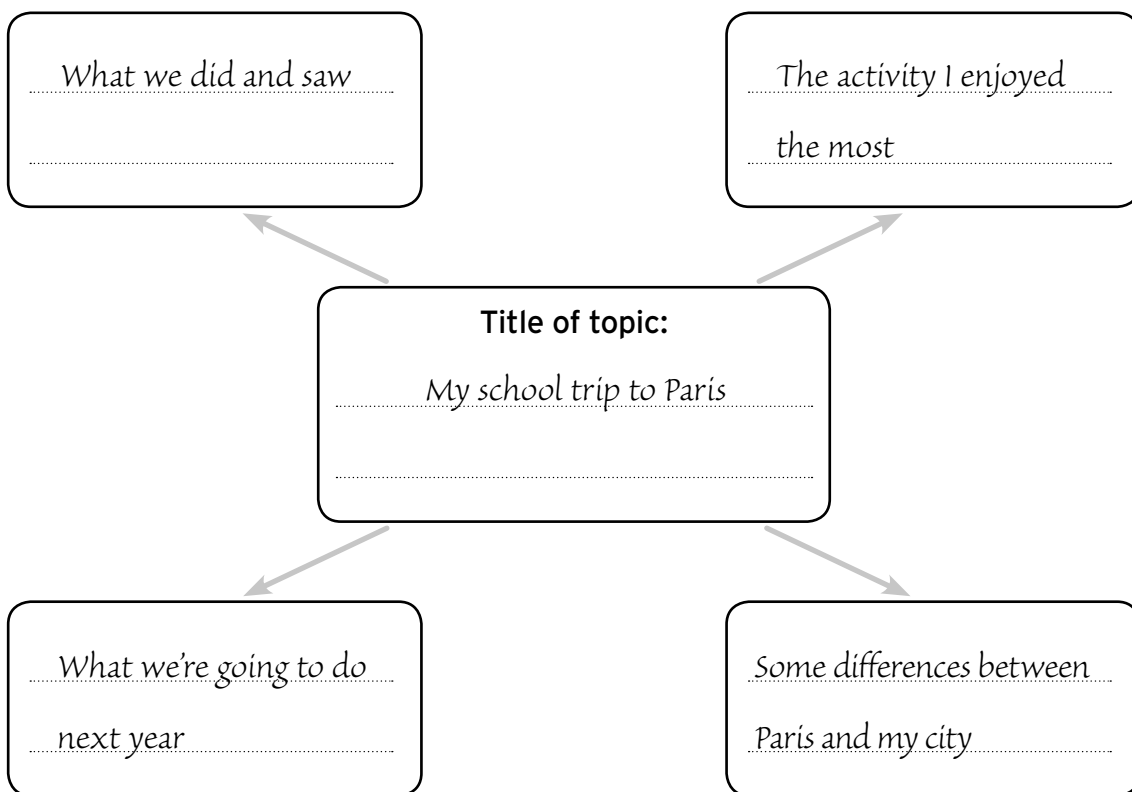 What we did and saw
The activity I enjoyed
the most
Title of topic:
My school trip to Paris
What we're going to do
next year
Some differences between
Paris and my city